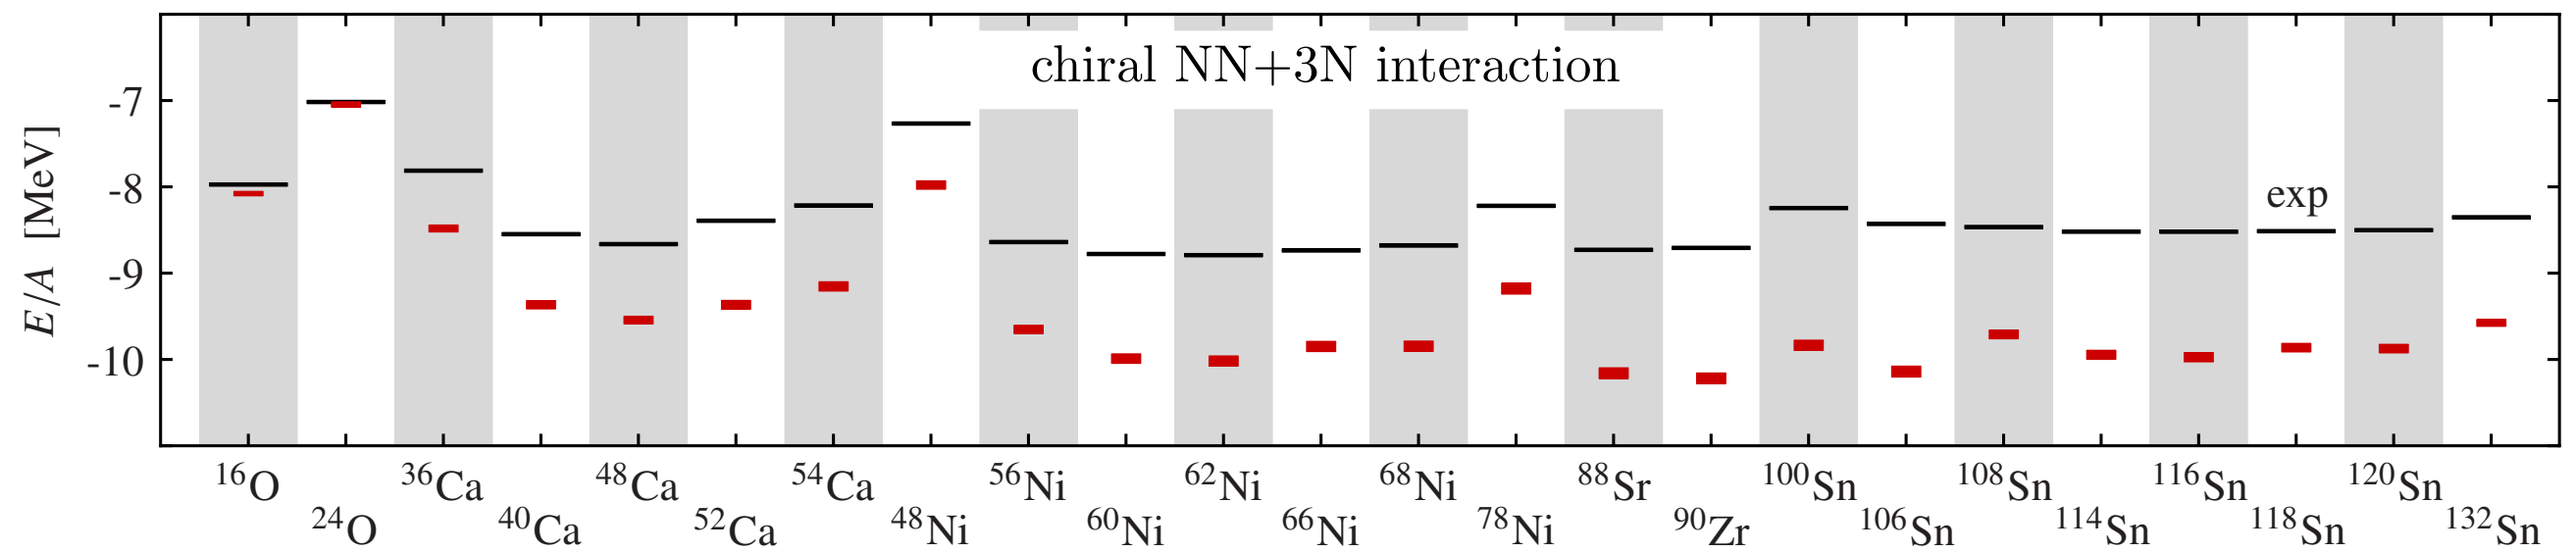 chiral NN+3N interaction
-7
-8
-9
-10
E/A [MeV]
exp
¹⁶O ³⁶Ca ⁴⁸Ca ⁵⁴Ca ⁵⁶Ni ⁶²Ni ⁶⁸Ni ⁸⁸Sr ¹⁰⁰Sn ¹⁰⁸Sn ¹¹⁶Sn ¹²⁰Sn
²⁴O ⁴⁰Ca ⁵²Ca ⁴⁸Ni ⁶⁰Ni ⁶⁶Ni ⁷⁸Ni ⁹⁰Zr ¹⁰⁶Sn ¹¹⁴Sn ¹¹⁸Sn ¹³²Sn